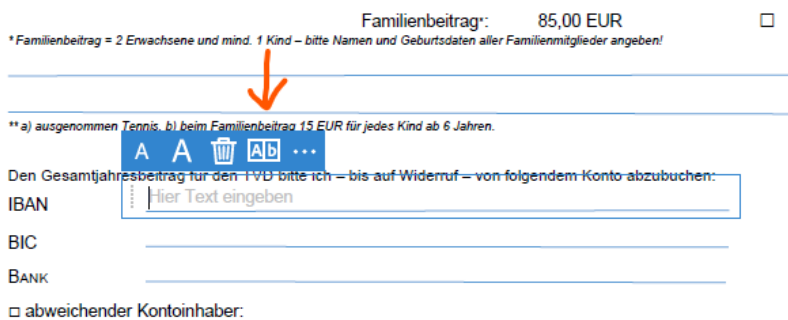 Familienbeitrag*: 85,00 EUR □
* Familienbeitrag = 2 Erwachsene und mind. 1 Kind – bitte Namen und Geburtsdaten aller Familienmitglieder angeben!
** a) ausgenommen Tennis, b) beim Familienbeitrag 15 EUR für jedes Kind ab 6 Jahren.
A A Ab ...
Den Gesamtjahresbeitrag für den TVD bitte ich – bis auf Widerruf – von folgendem Konto abzubuchen:
IBAN Hier Text eingeben
BIC
BANK
□ abweichender Kontoinhaber: